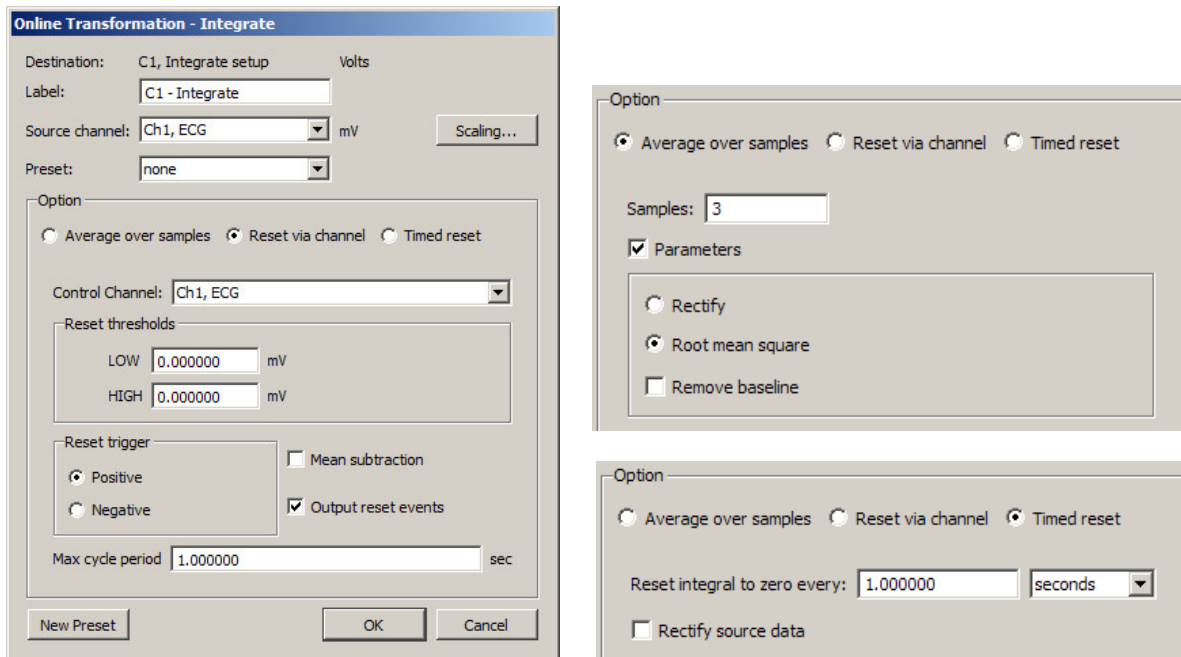 Online Transformation - Integrate
Destination: C1, Integrate setup Volts
Label: C1 - Integrate
Source channel: Ch1, ECG mV Scaling...
Preset: none
Option
Average over samples Reset via channel Timed reset
Control Channel: Ch1, ECG
Reset thresholds
LOW 0.000000 mV
HIGH 0.000000 mV
Reset trigger
Positive
Negative
Mean subtraction
Output reset events
Max cycle period 1.000000 sec
New Preset OK Cancel
Option
Average over samples Reset via channel Timed reset
Samples: 3
Parameters
Rectify
Root mean square
Remove baseline
Option
Average over samples Reset via channel Timed reset
Reset integral to zero every: 1.000000 seconds
Rectify source data